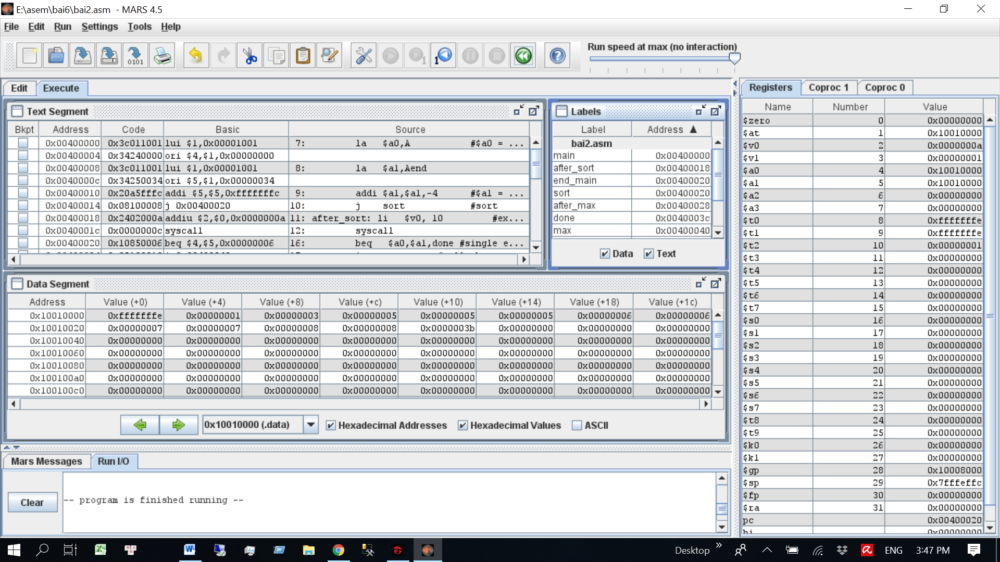 E:\asem\bai6\bai2.asm - MARS 4.5
File Edit Run Settings Tools Help
Run speed at max (no interaction)
Edit Execute
Text Segment
Bkpt Address Code Basic Source
0x00400000 0x3c011001 lui $1,0x00001001 7: la $a0,A #$a0 = ...
0x00400004 0x34240000 ori $4,$1,0x00000000
0x00400008 0x3c011001 lui $1,0x00001001 8: la $a1,Aend
0x0040000c 0x34250034 ori $5,$1,0x00000034
0x00400010 0x20a5fffc addi $5,$5,0xfffffffc 9: addi $a1,$a1,-4 #$a1 = ...
0x00400014 0x08100008 j 0x00400020 10: j sort #sort
0x00400018 0x2402000a addiu $2,$0,0x0000000a 11: after_sort: li $v0, 10 #ex...
0x0040001c 0x0000000c syscall 12: syscall
0x00400020 0x10850006 beq $4,$5,0x00000006 16: beq $a0,$a1,done #single e...
Labels
Label Address ▲
bai2.asm
main 0x00400000
after_sort 0x00400018
end_main 0x00400020
sort 0x00400020
after_max 0x00400028
done 0x0040003c
max 0x00400040
Data Text
Data Segment
Address Value (+0) Value (+4) Value (+8) Value (+c) Value (+10) Value (+14) Value (+18) Value (+1c)
0x10010000 0xfffffffe 0x00000001 0x00000003 0x00000005 0x00000005 0x00000005 0x00000006 0x00000006
0x10010020 0x00000007 0x00000007 0x00000008 0x00000008 0x0000003b 0x00000000 0x00000000 0x00000000
0x10010040 0x00000000 0x00000000 0x00000000 0x00000000 0x00000000 0x00000000 0x00000000 0x00000000
0x10010060 0x00000000 0x00000000 0x00000000 0x00000000 0x00000000 0x00000000 0x00000000 0x00000000
0x10010080 0x00000000 0x00000000 0x00000000 0x00000000 0x00000000 0x00000000 0x00000000 0x00000000
0x100100a0 0x00000000 0x00000000 0x00000000 0x00000000 0x00000000 0x00000000 0x00000000 0x00000000
0x100100c0 0x00000000 0x00000000 0x00000000 0x00000000 0x00000000 0x00000000 0x00000000 0x00000000
0x10010000 (.data) Hexadecimal Addresses Hexadecimal Values ASCII
Mars Messages Run I/O
Clear
-- program is finished running --
Registers Coproc 1 Coproc 0
Name Number Value
$zero 0 0x00000000
$at 1 0x10010000
$v0 2 0x0000000a
$v1 3 0x00000001
$a0 4 0x10010000
$a1 5 0x10010000
$a2 6 0x00000000
$a3 7 0x00000000
$t0 8 0xfffffffe
$t1 9 0xfffffffe
$t2 10 0x00000001
$t3 11 0x00000000
$t4 12 0x00000000
$t5 13 0x00000000
$t6 14 0x00000000
$t7 15 0x00000000
$s0 16 0x00000000
$s1 17 0x00000000
$s2 18 0x00000000
$s3 19 0x00000000
$s4 20 0x00000000
$s5 21 0x00000000
$s6 22 0x00000000
$s7 23 0x00000000
$t8 24 0x00000000
$t9 25 0x00000000
$k0 26 0x00000000
$k1 27 0x00000000
$gp 28 0x10008000
$sp 29 0x7fffeffc
$fp 30 0x00000000
$ra 31 0x00000000
pc 0x00400020
hi 0x00000000
Desktop ENG 3:47 PM